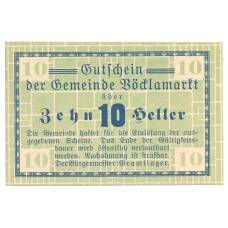 10 10
Gutschein
der Gemeinde Vöcklamarkt
über
Zehn 10 Heller
Die Gemeinde haftet für die Einlösung der aus-
gegebenen Scheine. Das Ende der Gültigkeits-
dauer wird öffentlich verlautbart
werden. Nachahmung ist strafbar.
Der Bürgermeister: Gramlinger.
10 10